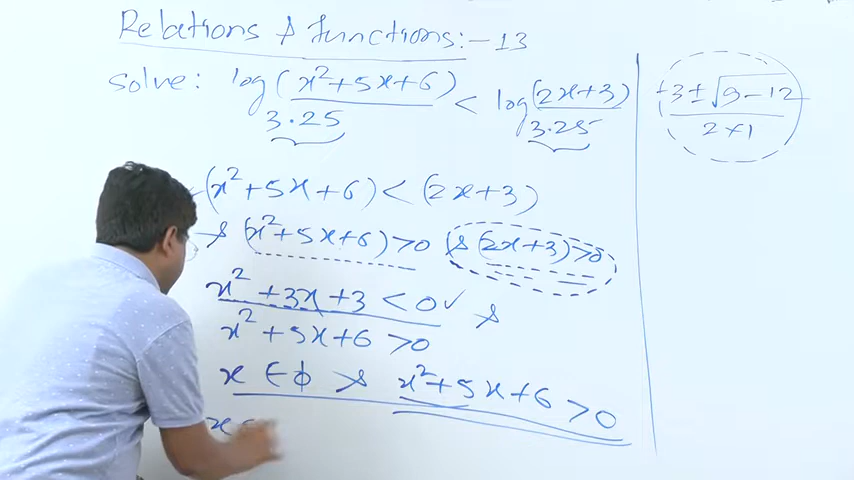 Relations & functions:-13
solve: log(x²+5x+6) < log(2x+3)
3.25 3.25
(x²+5x+6) < (2x+3)
& (x²+5x+6) >0 & (2x+3) >0
x² +3x+3 < 0 ✓ &
x² +5x+6 >0
x ∈ ϕ & x²+5x+6 >0
x
+3±√9-12
2×1